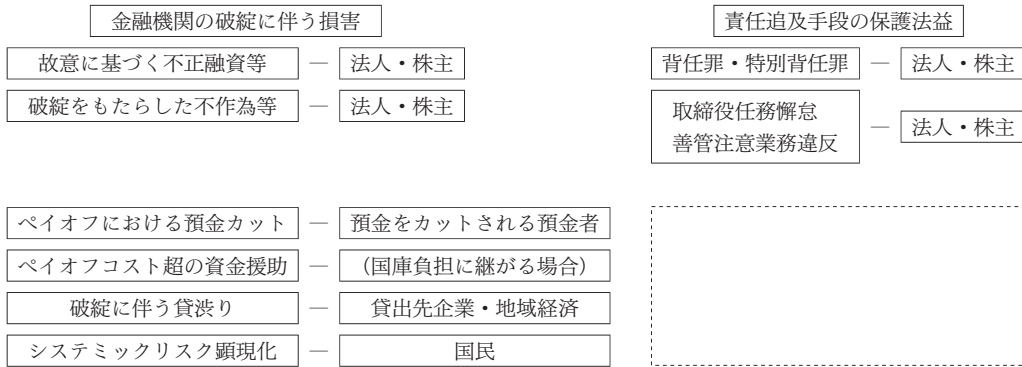 金融機関の破綻に伴う損害
責任追及手段の保護法益
故意に基づく不正融資等 ― 法人・株主
背任罪・特別背任罪 ― 法人・株主
破綻をもたらした不作為等 ― 法人・株主
取締役任務懈怠
善管注意業務違反 ― 法人・株主
ペイオフにおける預金カット ― 預金をカットされる預金者
ペイオフコスト超の資金援助 ― (国庫負担に継がる場合)
破綻に伴う貸渋り ― 貸出先企業・地域経済
システミックリスク顕現化 ― 国民